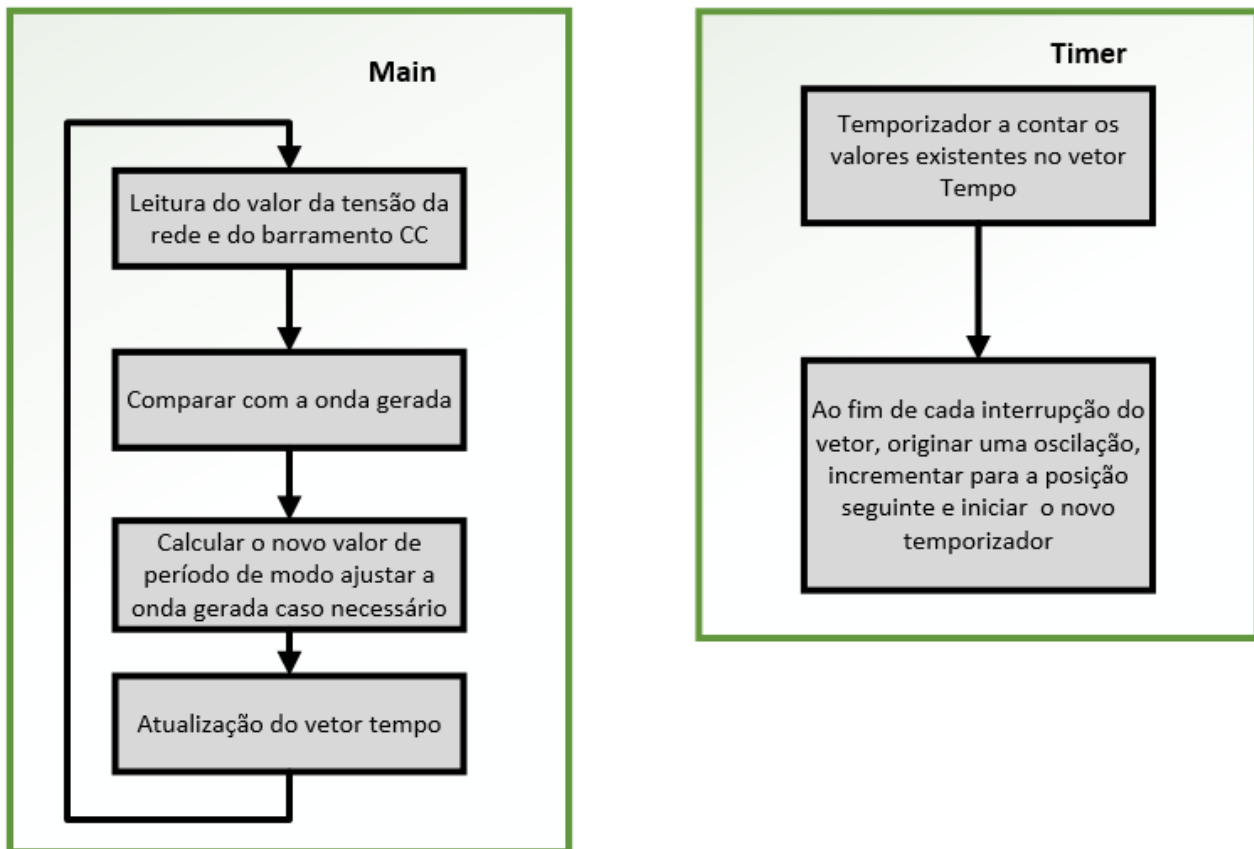 Main
Leitura do valor da tensão da
rede e do barramento CC
Comparar com a onda gerada
Calcular o novo valor de
período de modo ajustar a
onda gerada caso necessário
Atualização do vetor tempo
Timer
Temporizador a contar os
valores existentes no vetor
Tempo
Ao fim de cada interrupção do
vetor, originar uma oscilação,
incrementar para a posição
seguinte e iniciar o novo
temporizador